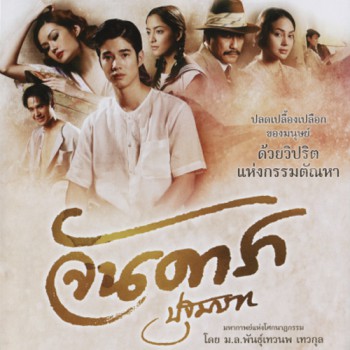 ปลดเปลื้องเปลือก
ของมนุษย์
ด้วยวิปริต
แห่งกรรมตัณหา
จันดารา
ปฐมบท
มหากาพย์แห่งโศกนาฏกรรม
โดย ม.ล.พันธุ์เทวนพ เทวกุล